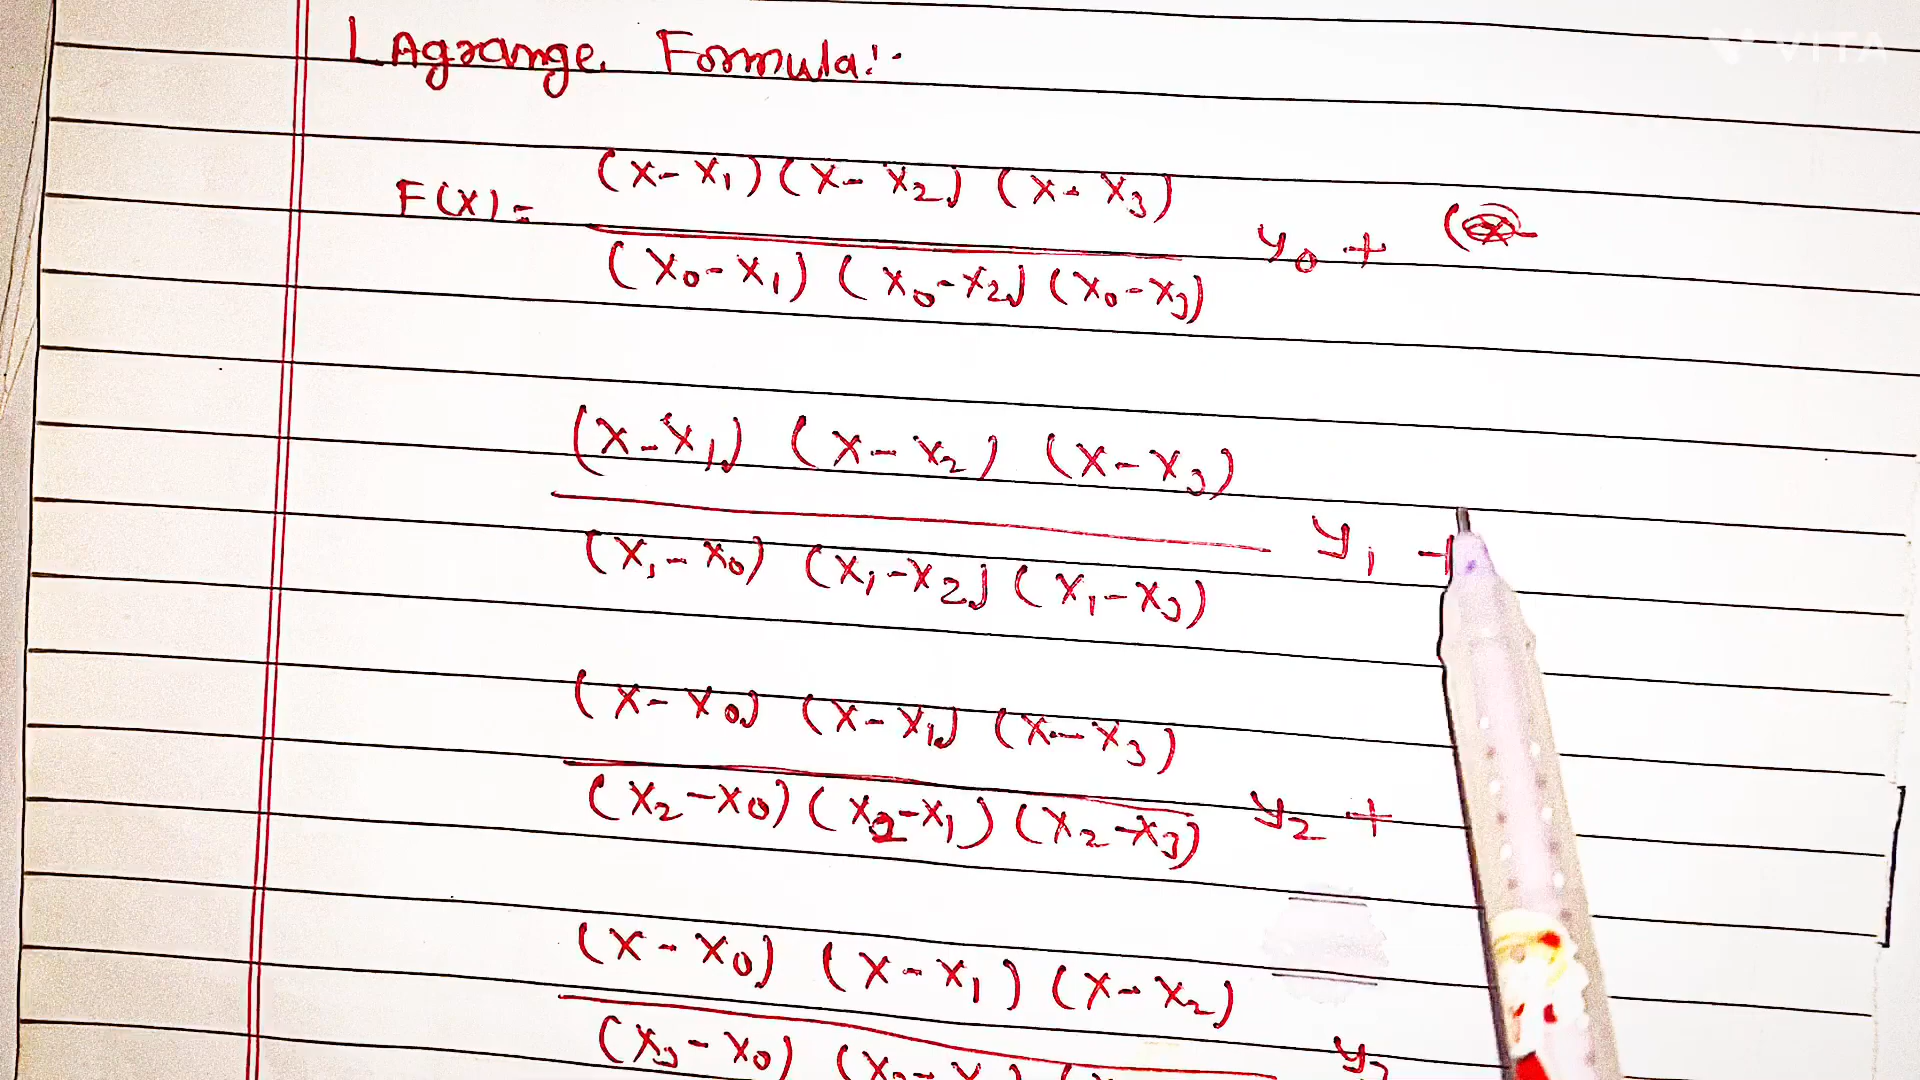 LAgrange Formula:-
VITA
(x - x₁) (x - x₂) (x - x₃)
F(x) = y₀ + (
(x₀ - x₁) (x₀ - x₂) (x₀ - x₃)
(x - x₁) (x - x₂) (x - x₃)
y₁ +
(x₁ - x₀) (x₁ - x₂) (x₁ - x₃)
(x - x₀) (x - x₁) (x - x₃)
(x₂ - x₀) (x₂ - x₁) (x₂ - x₃) y₂ +
(x - x₀) (x - x₁) (x - x₂)
(x₃ - x₀)